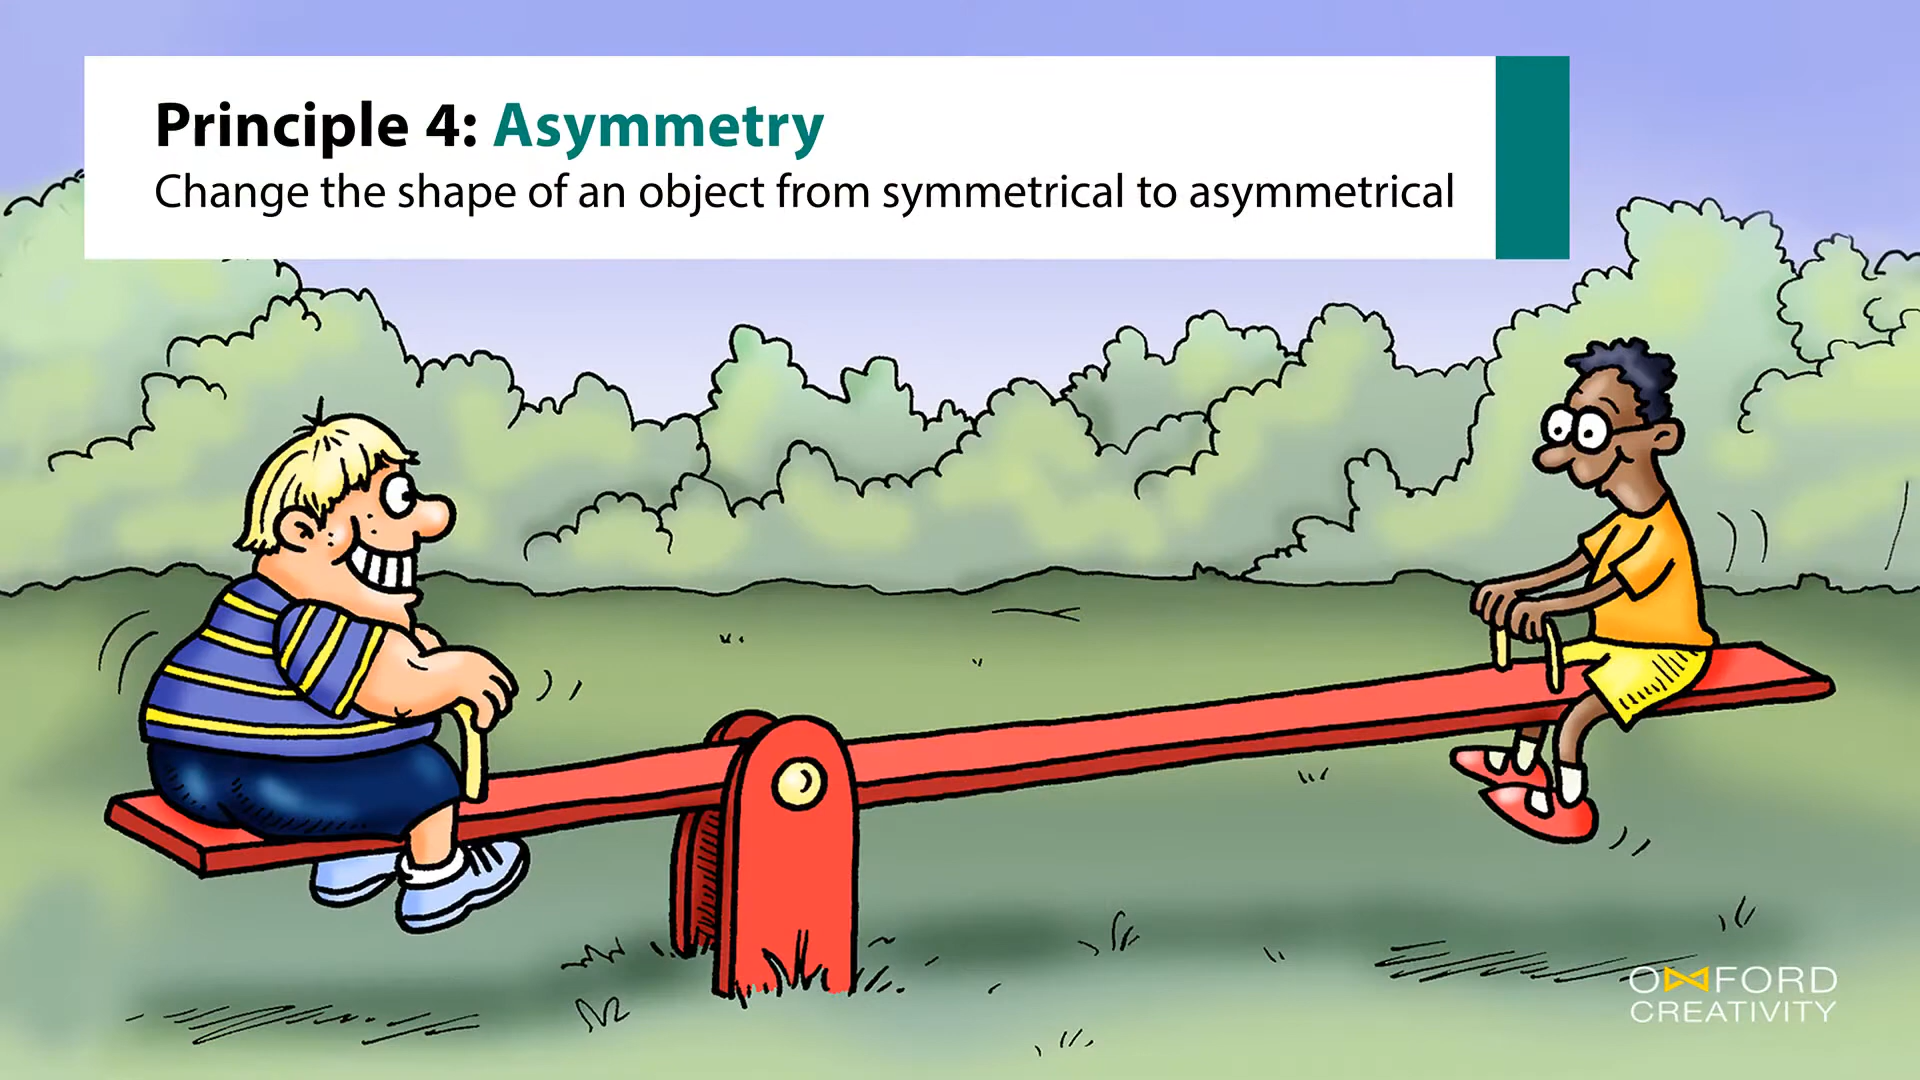 Principle 4: Asymmetry
Change the shape of an object from symmetrical to asymmetrical
OXFORD
CREATIVITY